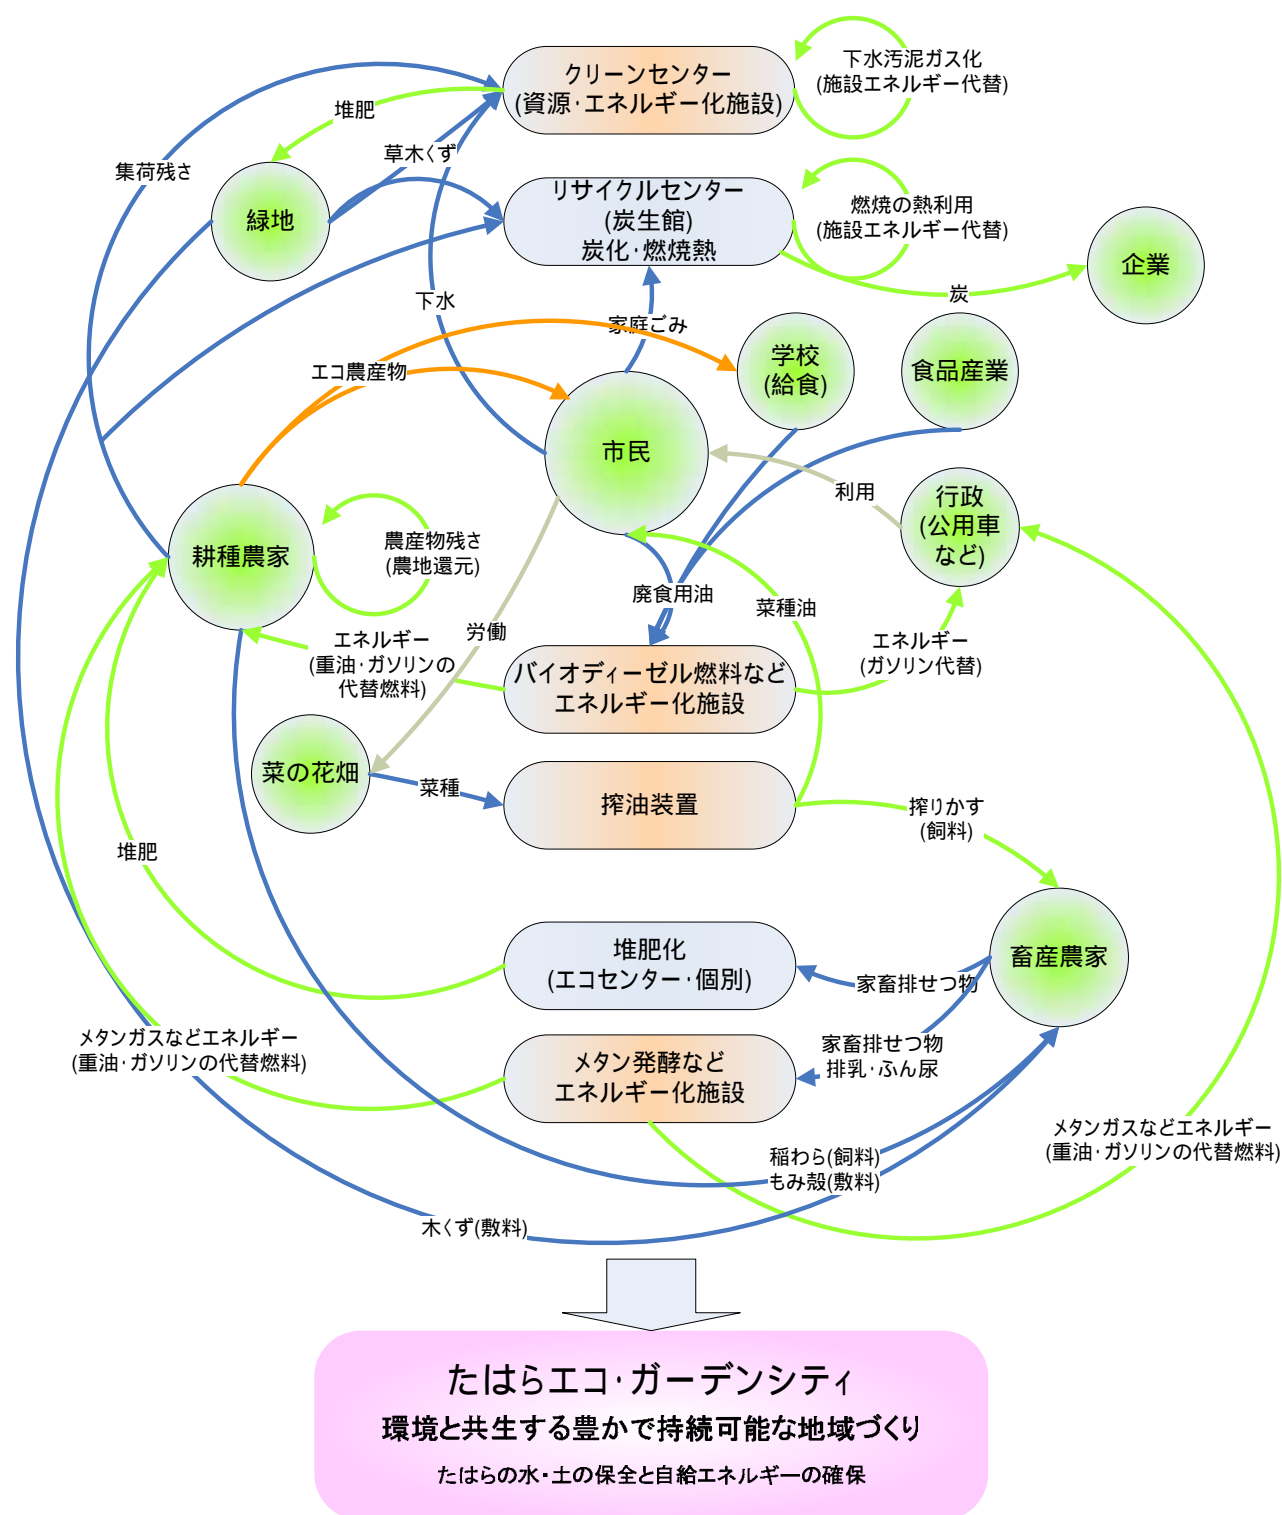 クリーンセンター
(資源・エネルギー化施設)
下水汚泥ガス化
(施設エネルギー代替)
堆肥
草木くず
集荷残さ
緑地
リサイクルセンター
(炭生館)
炭化・燃焼熱
燃焼の熱利用
(施設エネルギー代替)
企業
炭
下水
家庭ごみ
エコ農産物
学校
(給食)
食品産業
市民
利用
行政
(公用車
など)
耕種農家
農産物残さ
(農地還元)
廃食用油
菜種油
労働
エネルギー
(重油・ガソリンの
代替燃料)
エネルギー
(ガソリン代替)
バイオディーゼル燃料など
エネルギー化施設
菜の花畑
菜種
搾油装置
搾りかす
(飼料)
堆肥
堆肥化
(エコセンター・個別)
家畜排せつ物
畜産農家
メタンガスなどエネルギー
(重油・ガソリンの代替燃料)
メタン発酵など
エネルギー化施設
家畜排せつ物
排乳・ふん尿
メタンガスなどエネルギー
(重油・ガソリンの代替燃料)
稲わら(飼料)
もみ殻(敷料)
木くず(敷料)
たはらエコ・ガーデンシティ
環境と共生する豊かで持続可能な地域づくり
たはらの水・土の保全と自給エネルギーの確保